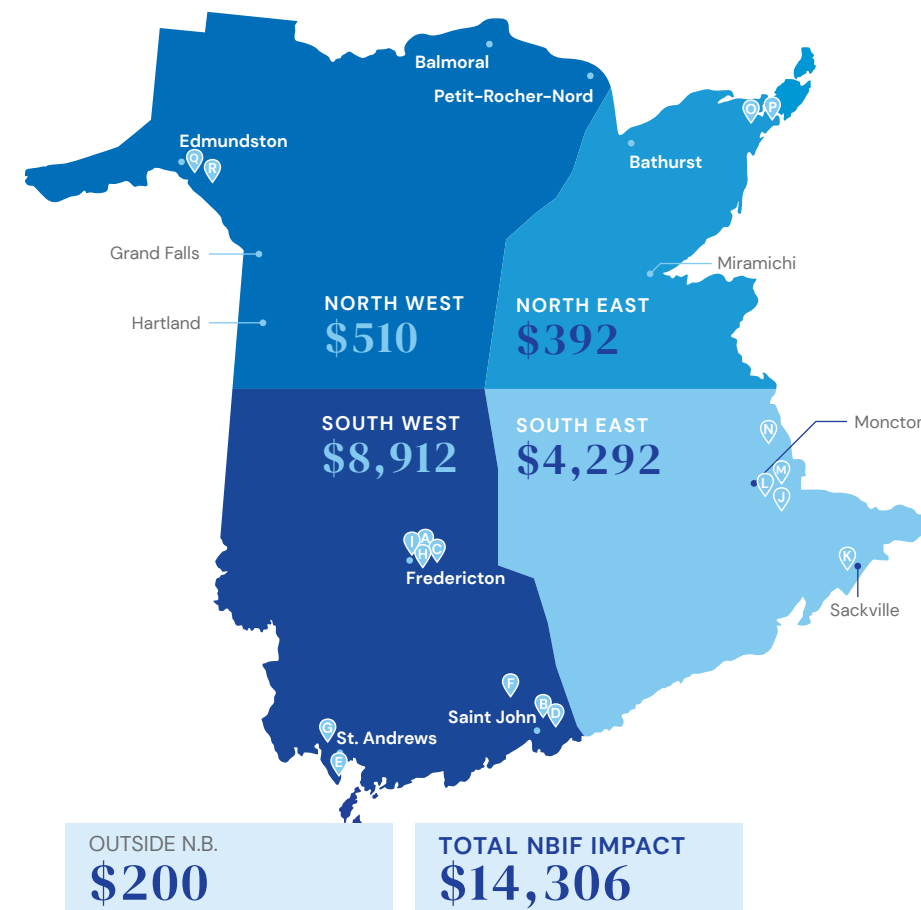 Balmoral
Petit-Rocher-Nord
O
P
Edmundston
Q
R
Bathurst
Grand Falls
Miramichi
Hartland
NORTH WEST
$510
NORTH EAST
$392
SOUTH WEST
$8,912
SOUTH EAST
$4,292
N
Moncton
M
L
J
I
A
H
C
K
Fredericton
Sackville
F
B
D
Saint John
G
St. Andrews
E
OUTSIDE N.B.
$200
TOTAL NBIF IMPACT
$14,306